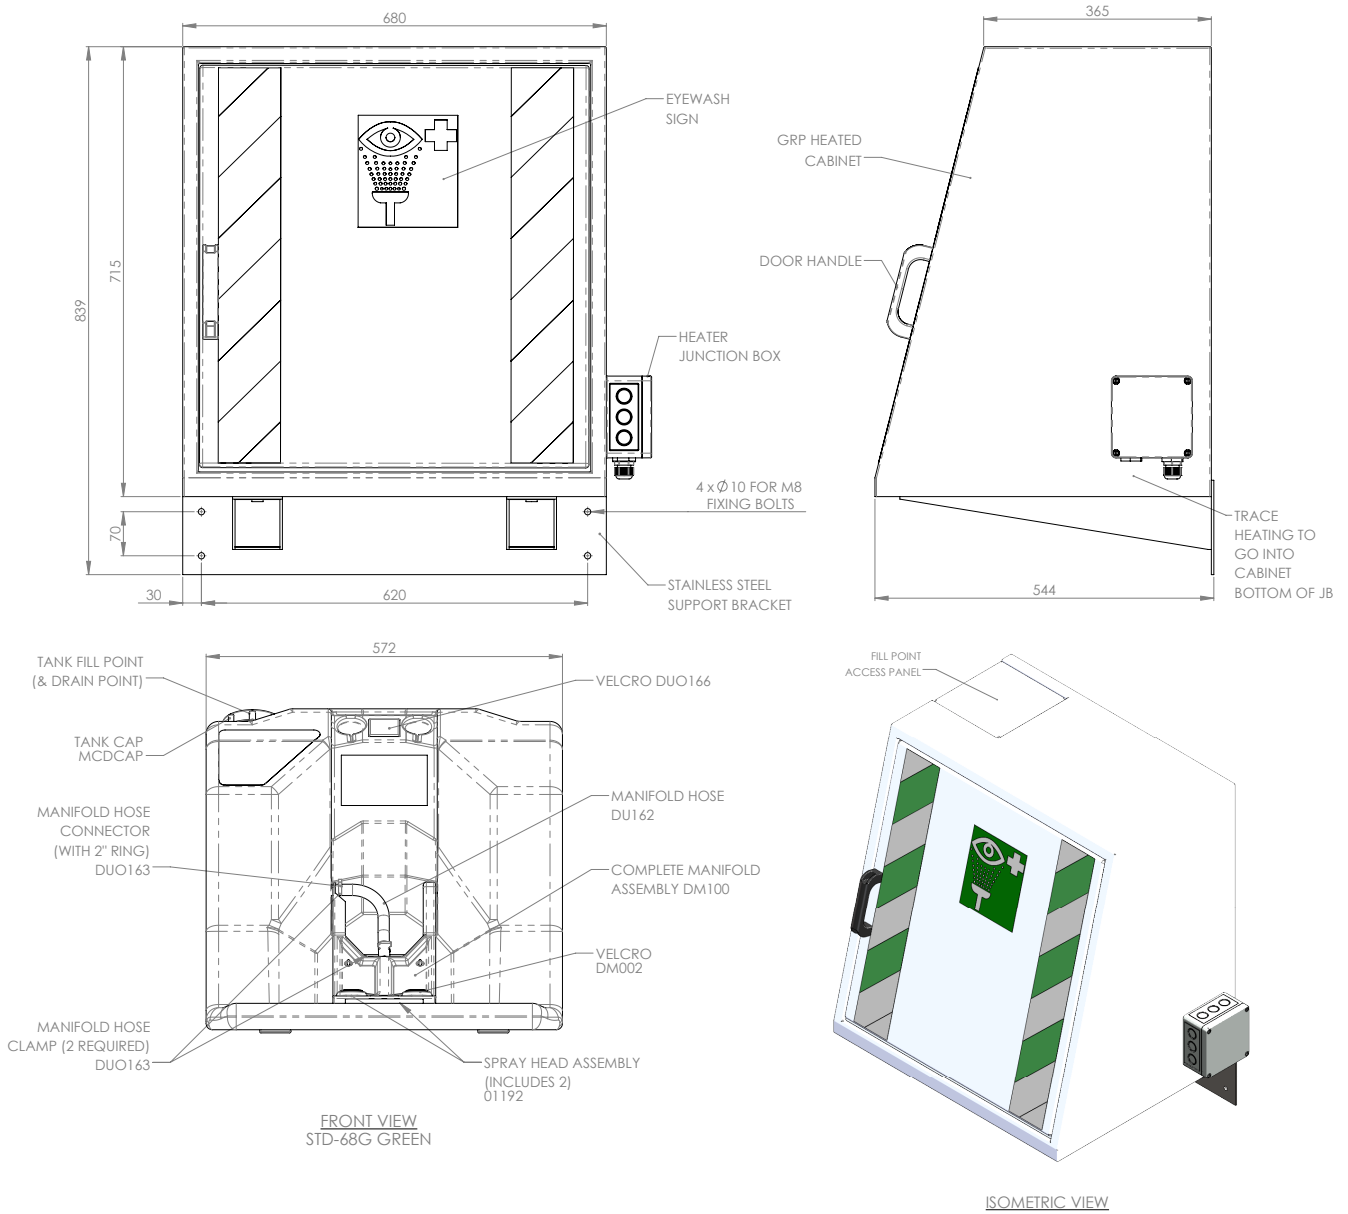 680
839
715
70
30
620
EYEWASH
SIGN
HEATER
JUNCTION BOX
4 x Ø 10 FOR M8
FIXING BOLTS
STAINLESS STEEL
SUPPORT BRACKET
365
GRP HEATED
CABINET
DOOR HANDLE
TRACE
HEATING TO
GO INTO
CABINET
BOTTOM OF JB
544
572
TANK FILL POINT
(& DRAIN POINT)
TANK CAP
MCDCAP
MANIFOLD HOSE
CONNECTOR
(WITH 2" RING)
DUO163
MANIFOLD HOSE
CLAMP (2 REQUIRED)
DUO163
VELCRO DUO166
MANIFOLD HOSE
DU162
COMPLETE MANIFOLD
ASSEMBLY DM100
VELCRO
DM002
SPRAY HEAD ASSEMBLY
(INCLUDES 2)
01192
FRONT VIEW
STD-68G GREEN
FILL POINT
ACCESS PANEL
ISOMETRIC VIEW